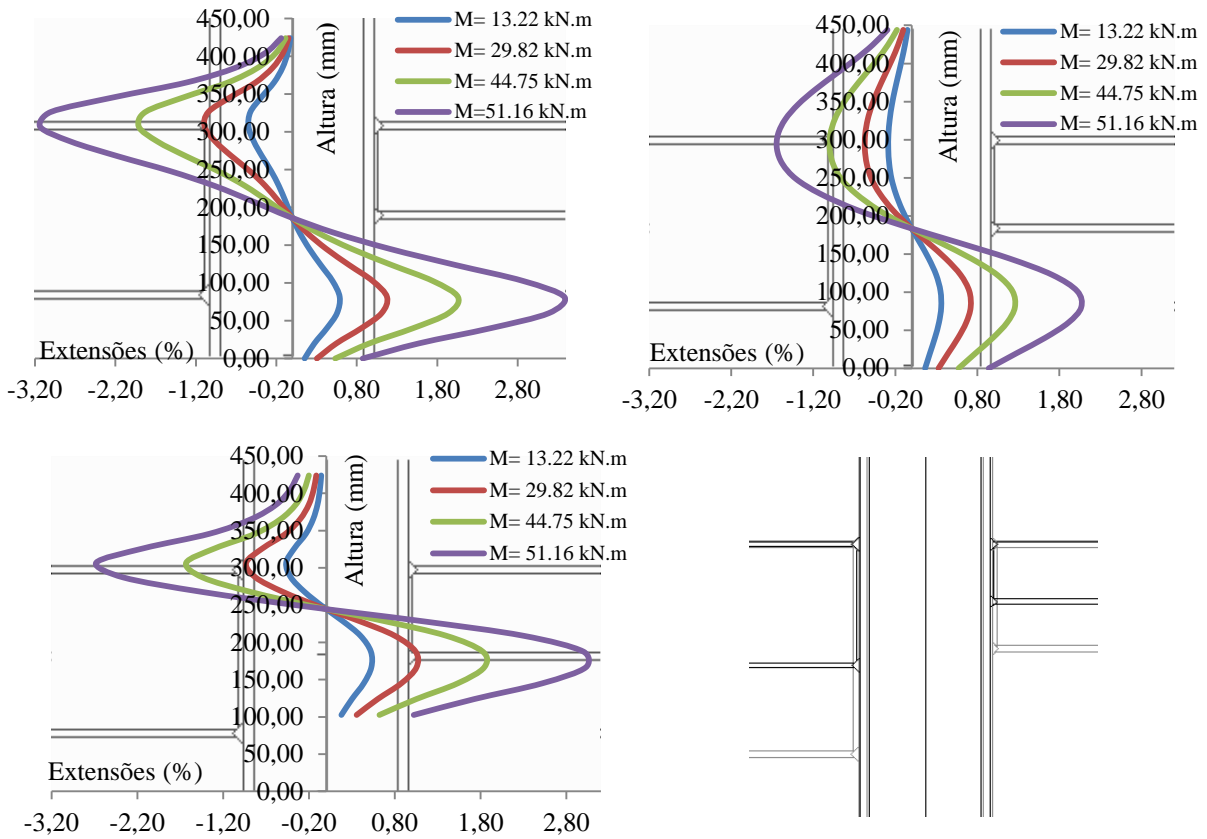 450,00
400,00
350,00
300,00
250,00
200,00
150,00
100,00
50,00
0,00
Altura (mm)
M= 13.22 kN.m
M= 29.82 kN.m
M= 44.75 kN.m
M=51.16 kN.m
Extensões (%)
-3,20 -2,20 -1,20 -0,20 0,80 1,80 2,80
450,00
400,00
350,00
300,00
250,00
200,00
150,00
100,00
50,00
0,00
Altura (mm)
M= 13.22 kN.m
M= 29.82 kN.m
M= 44.75 kN.m
M= 51.16 kN.m
Extensões (%)
-3,20 -2,20 -1,20 -0,20 0,80 1,80 2,80
450,00
400,00
350,00
300,00
250,00
200,00
150,00
100,00
50,00
0,00
Altura (mm)
M= 13.22 kN.m
M= 29.82 kN.m
M= 44.75 kN.m
M= 51.16 kN.m
Extensões (%)
-3,20 -2,20 -1,20 -0,20 0,80 1,80 2,80